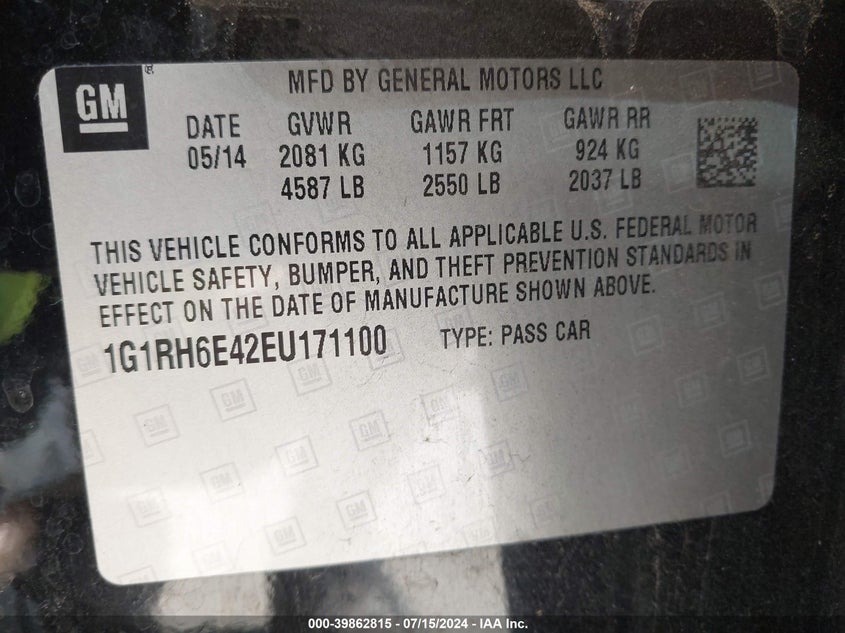 GM
MFD BY GENERAL MOTORS LLC
DATE GVWR GAWR FRT GAWR RR
05/14 2081 KG 1157 KG 924 KG
4587 LB 2550 LB 2037 LB
THIS VEHICLE CONFORMS TO ALL APPLICABLE U.S. FEDERAL MOTOR
VEHICLE SAFETY, BUMPER, AND THEFT PREVENTION STANDARDS IN
EFFECT ON THE DATE OF MANUFACTURE SHOWN ABOVE.
1G1RH6E42EU171100 TYPE: PASS CAR
000-39862815 - 07/15/2024 - IAA Inc.